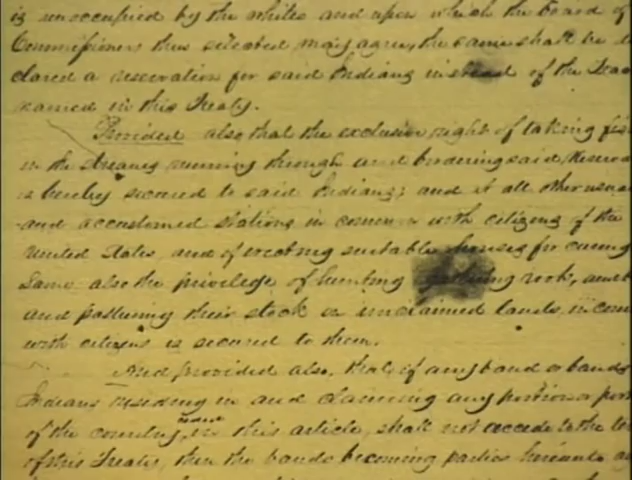 is unoccupied by the whites and upon which the board of
Commissioners thus selected may agree, the same shall be de
clared a reservation for said Indians instead of the Trac
named in this Treaty.
Provided also that the exclusive right of taking fis
in the streams running through and bordering said reserva
is hereby secured to said Indians; and at all other usua
and accustomed stations in common with citizens of the
United States, and of erecting suitable houses for curing
same also the privilege of hunting gathering roots, and
and pasturing their stock on unclaimed lands in com
with citizens is secured to them.
And provided also, that if any band or bands
Indians residing in and claiming any portion or por
of the country in this article, shall not accede to the te
of this Treaty, then the bands becoming parties hereunto a